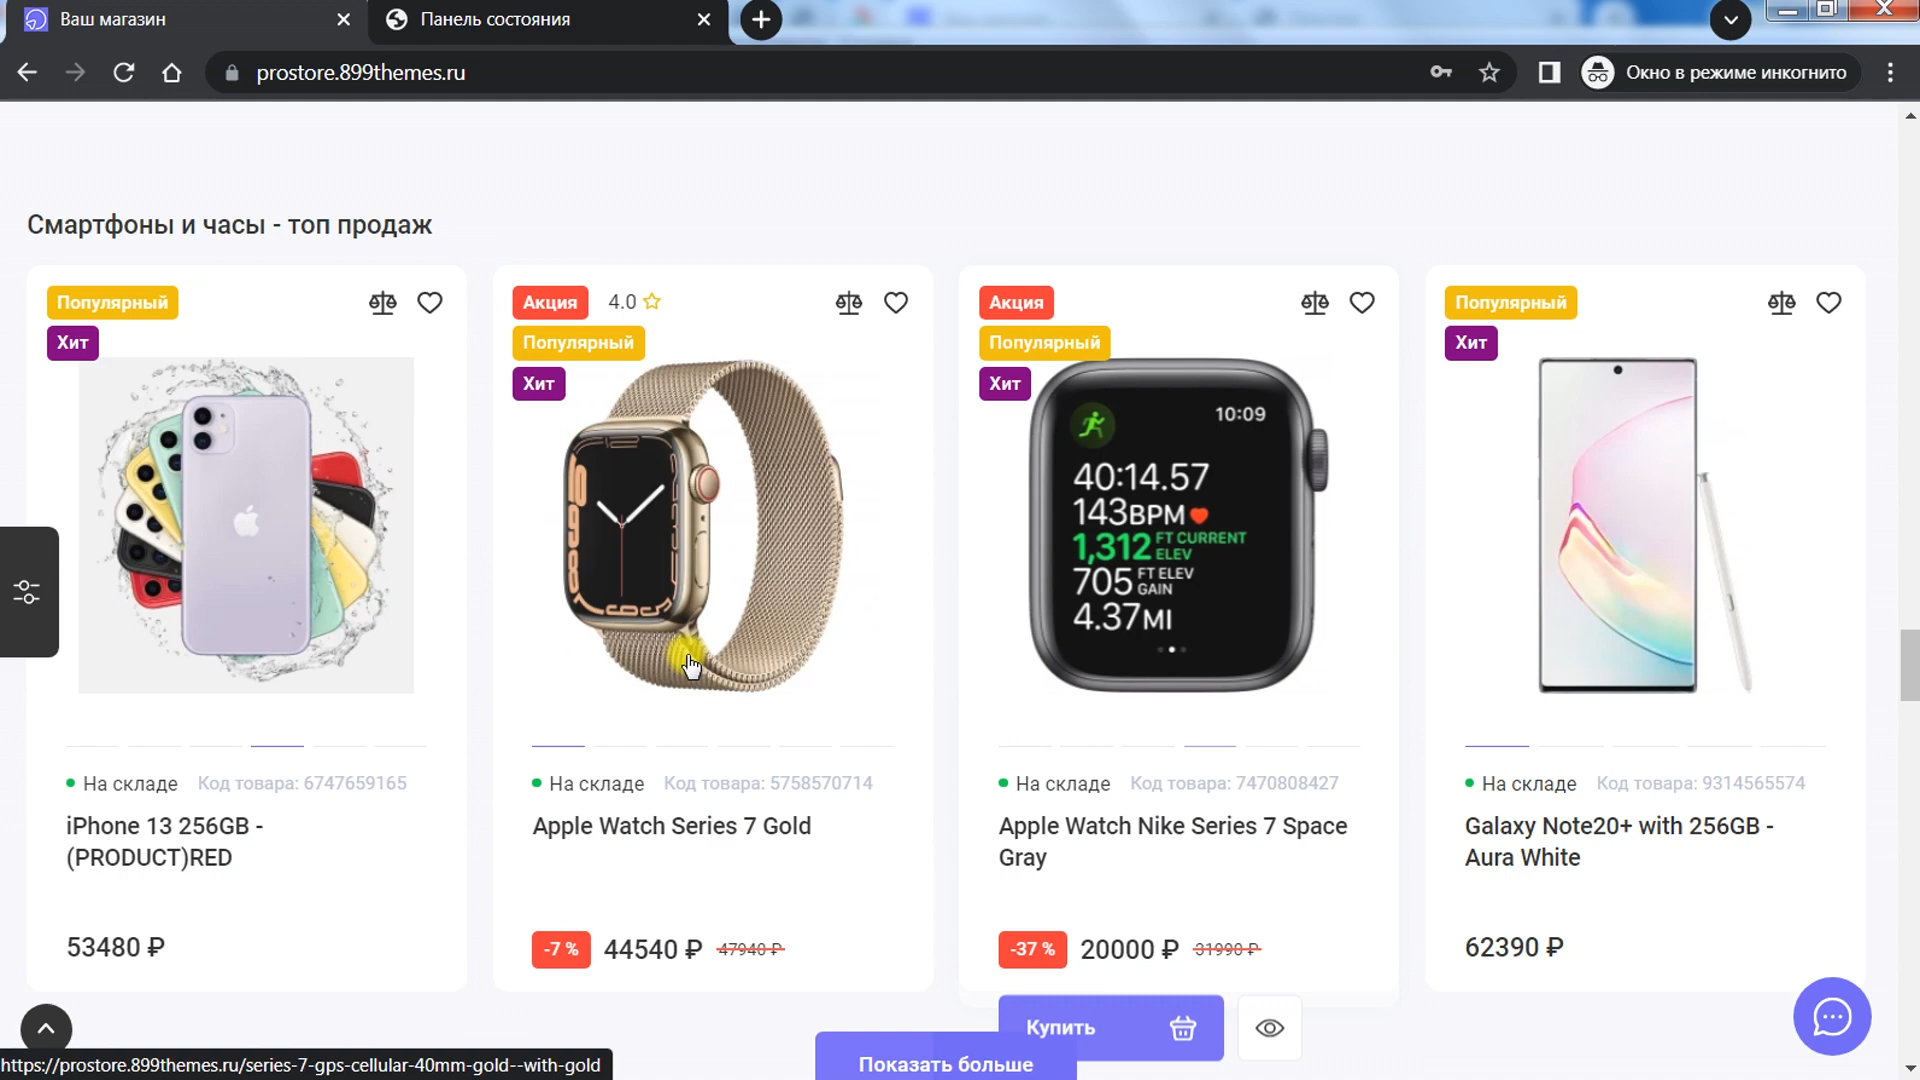 Ваш магазин
Панель состояния
prostore.899themes.ru
Окно в режиме инкогнито
Смартфоны и часы - топ продаж
Популярный
Хит
На складе Код товара: 6747659165
iPhone 13 256GB -
(PRODUCT)RED
53480 ₽
Акция 4.0
Популярный
Хит
На складе Код товара: 5758570714
Apple Watch Series 7 Gold
-7 % 44540 ₽ 47940 ₽
Акция
Популярный
Хит
10:09
40:14.57
143BPM
1,312 FT CURRENT
ELEV
705 FT ELEV
GAIN
4.37MI
На складе Код товара: 7470808427
Apple Watch Nike Series 7 Space
Gray
-37 % 20000 ₽ 31990 ₽
Купить
Популярный
Хит
На складе Код товара: 9314565574
Galaxy Note20+ with 256GB -
Aura White
62390 ₽
Показать больше
https://prostore.899themes.ru/series-7-gps-cellular-40mm-gold--with-gold